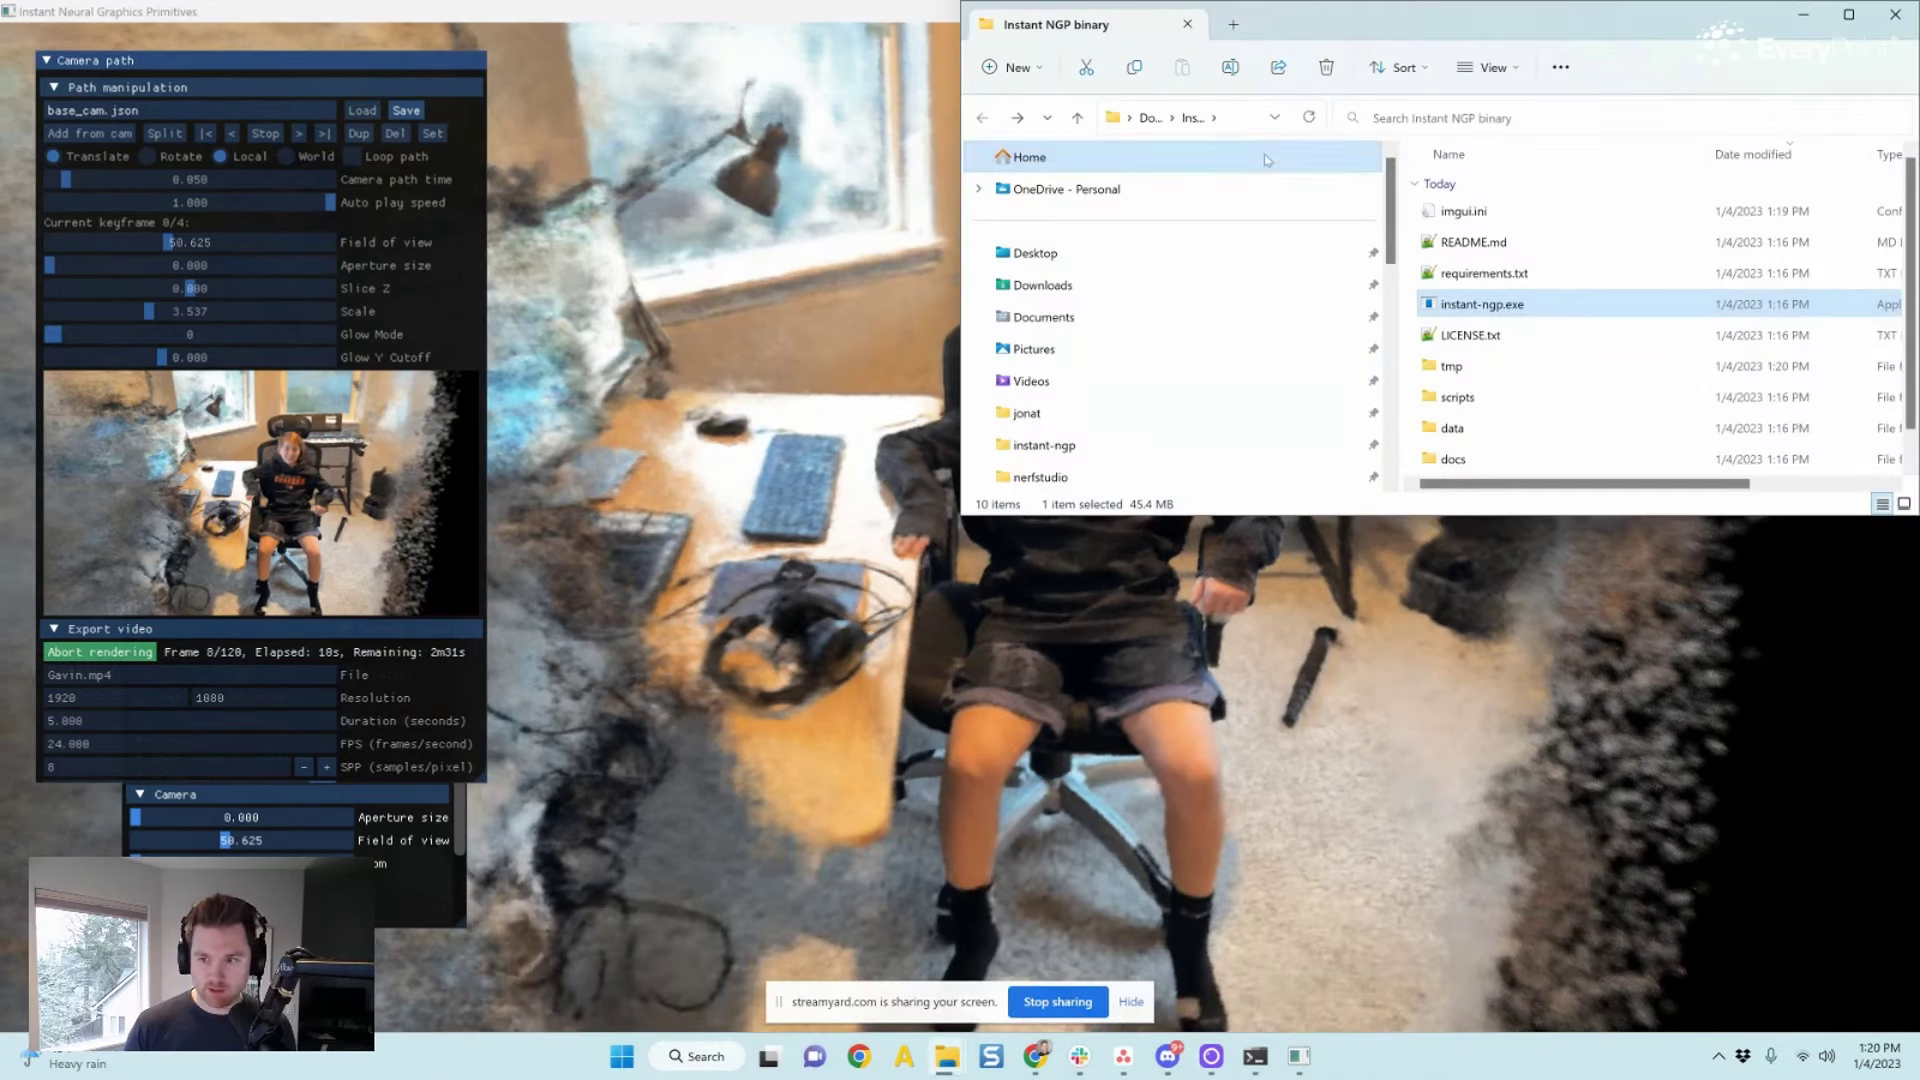 Instant Neural Graphics Primitives
Camera path
Path manipulation
base_cam.json Load Save
Add from cam Split |< < Stop > >| Dup Del Set
Translate Rotate Local World Loop path
0.050 Camera path time
1.000 Auto play speed
Current keyframe 0/4:
50.625 Field of view
0.000 Aperture size
0.000 Slice Z
3.537 Scale
0 Glow Mode
0.000 Glow Y Cutoff
Export video
Abort rendering Frame 8/120, Elapsed: 10s, Remaining: 2m31s
Gavin.mp4 File
1920 1080 Resolution
5.000 Duration (seconds)
24.000 FPS (frames/second)
8 - + SPP (samples/pixel)
Camera
0.000 Aperture size
50.625 Field of view
om
Instant NGP binary
EveryPoint
New Sort View
Do... Ins... Search Instant NGP binary
Home
OneDrive - Personal
Desktop
Downloads
Documents
Pictures
Videos
jonat
instant-ngp
nerfstudio
Name Date modified Type
Today
imgui.ini 1/4/2023 1:19 PM Conf
README.md 1/4/2023 1:16 PM MD
requirements.txt 1/4/2023 1:16 PM TXT
instant-ngp.exe 1/4/2023 1:16 PM Appl
LICENSE.txt 1/4/2023 1:16 PM TXT
tmp 1/4/2023 1:20 PM File f
scripts 1/4/2023 1:16 PM File f
data 1/4/2023 1:16 PM File f
docs 1/4/2023 1:16 PM File f
10 items 1 item selected 45.4 MB
streamyard.com is sharing your screen. Stop sharing Hide
Heavy rain
Search
9+
1:20 PM
1/4/2023